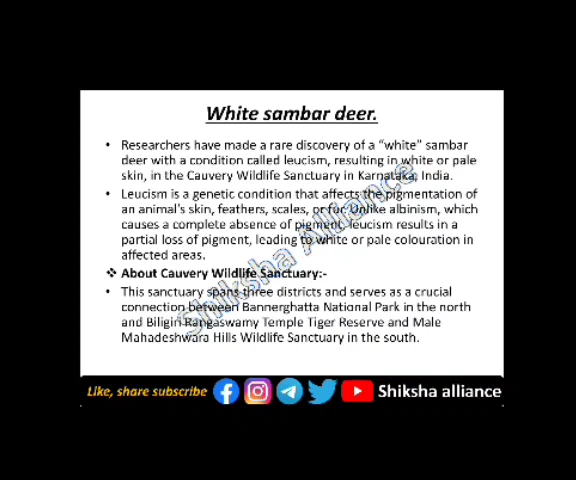 White sambar deer.
• Researchers have made a rare discovery of a “white” sambar
deer with a condition called leucism, resulting in white or pale
skin, in the Cauvery Wildlife Sanctuary in Karnataka, India.
• Leucism is a genetic condition that affects the pigmentation of
an animal's skin, feathers, scales, or fur. Unlike albinism, which
causes a complete absence of pigment, leucism results in a
partial loss of pigment, leading to white or pale colouration in
affected areas.
❖ About Cauvery Wildlife Sanctuary:-
• This sanctuary spans three districts and serves as a crucial
connection between Bannerghatta National Park in the north
and Biligiri Rangaswamy Temple Tiger Reserve and Male
Mahadeshwara Hills Wildlife Sanctuary in the south.
Shiksha Alliance
Like, share subscribe Shiksha alliance